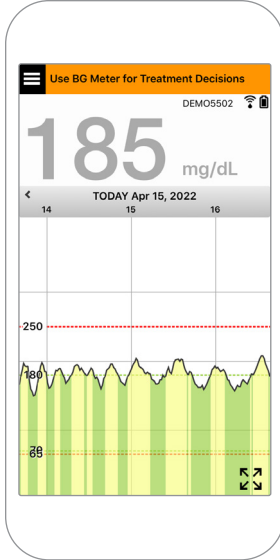 Use BG Meter for Treatment Decisions
DEMO5502
185 mg/dL
TODAY Apr 15, 2022
14 15 16
250
180
70
65